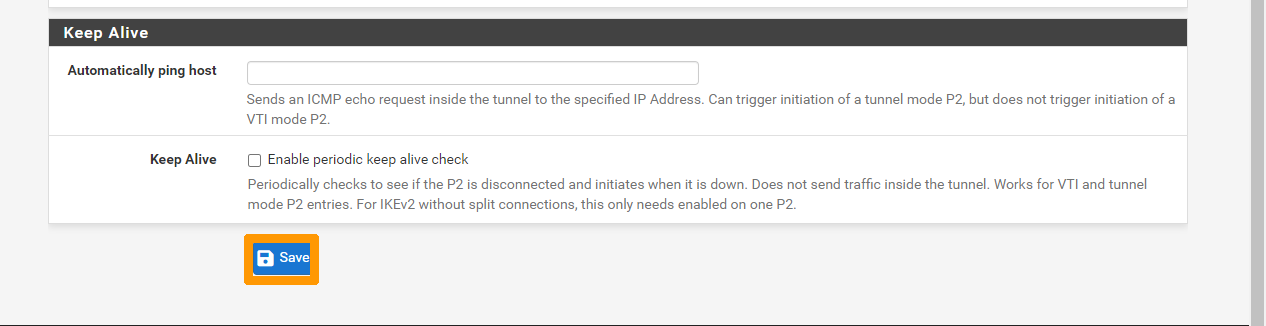 Keep Alive
Automatically ping host
Sends an ICMP echo request inside the tunnel to the specified IP Address. Can trigger initiation of a tunnel mode P2, but does not trigger initiation of a
VTI mode P2.
Keep Alive
Enable periodic keep alive check
Periodically checks to see if the P2 is disconnected and initiates when it is down. Does not send traffic inside the tunnel. Works for VTI and tunnel
mode P2 entries. For IKEv2 without split connections, this only needs enabled on one P2.
Save